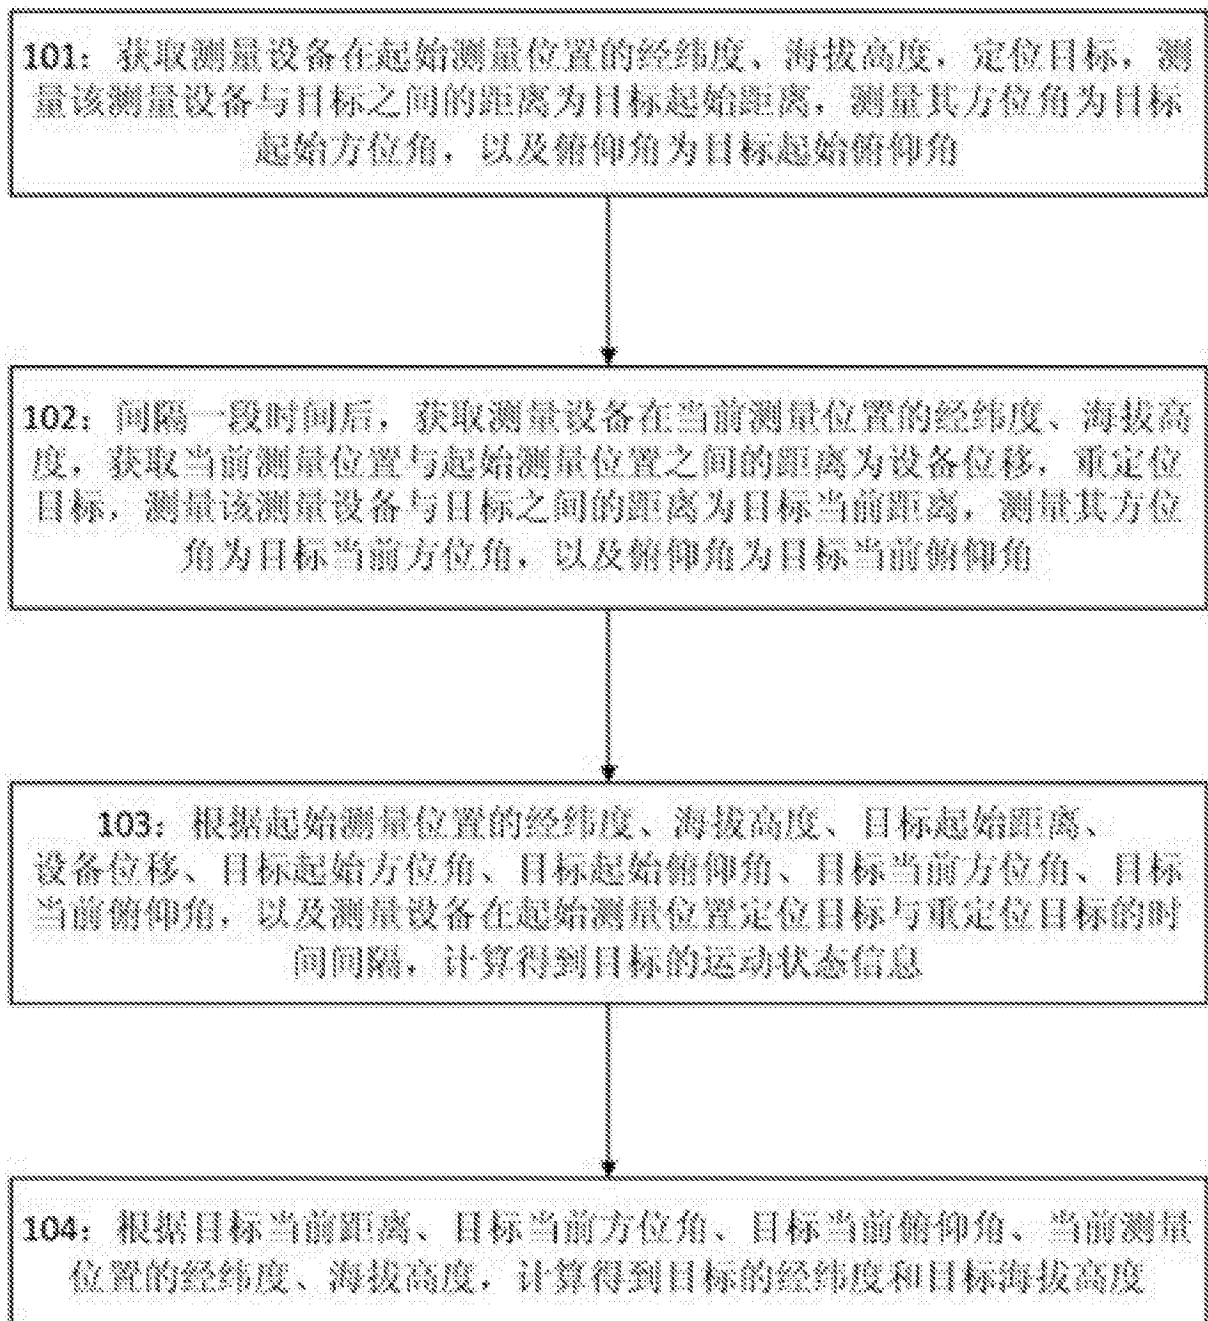 101：获取测量设备在起始测量位置的经纬度、海拔高度，定位目标，测
量该测量设备与目标之间的距离为目标起始距离，测量其方位角为目标
起始方位角，以及俯仰角为目标起始俯仰角
102：间隔一段时间后，获取测量设备在当前测量位置的经纬度、海拔高
度，获取当前测量位置与起始测量位置之间的距离为设备位移，重定位
目标，测量该测量设备与目标之间的距离为目标当前距离，测量其方位
角为目标当前方位角，以及俯仰角为目标当前俯仰角
103：根据起始测量位置的经纬度、海拔高度、目标起始距离、
设备位移、目标起始方位角、目标起始俯仰角、目标当前方位角、目标
当前俯仰角，以及测量设备在起始测量位置定位目标与重定位目标的时
间间隔，计算得到目标的运动状态信息
104：根据目标当前距离、目标当前方位角、目标当前俯仰角、当前测量
位置的经纬度、海拔高度，计算得到目标的经纬度和目标海拔高度